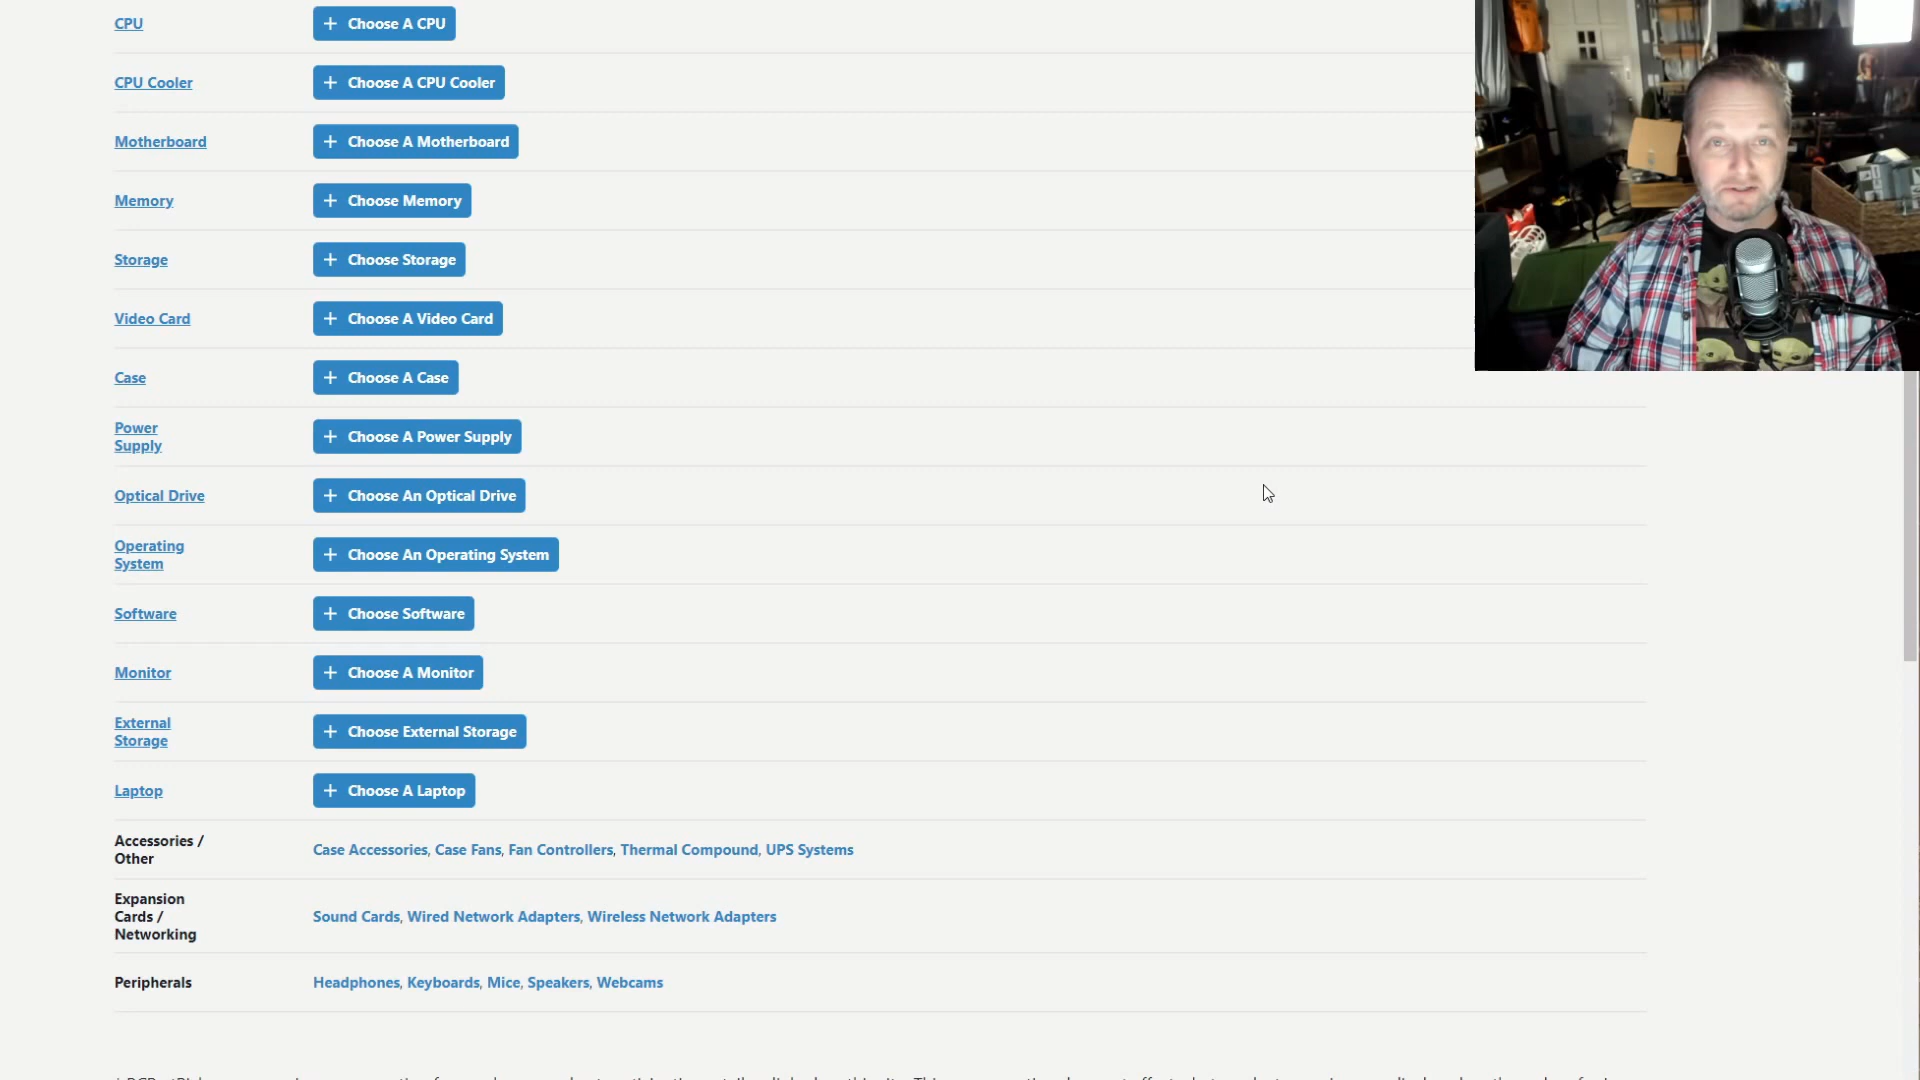 CPU
+ Choose A CPU
CPU Cooler
+ Choose A CPU Cooler
Motherboard
+ Choose A Motherboard
Memory
+ Choose Memory
Storage
+ Choose Storage
Video Card
+ Choose A Video Card
Case
+ Choose A Case
Power
Supply
+ Choose A Power Supply
Optical Drive
+ Choose An Optical Drive
Operating
System
+ Choose An Operating System
Software
+ Choose Software
Monitor
+ Choose A Monitor
External
Storage
+ Choose External Storage
Laptop
+ Choose A Laptop
Accessories /
Other
Case Accessories, Case Fans, Fan Controllers, Thermal Compound, UPS Systems
Expansion
Cards /
Networking
Sound Cards, Wired Network Adapters, Wireless Network Adapters
Peripherals
Headphones, Keyboards, Mice, Speakers, Webcams